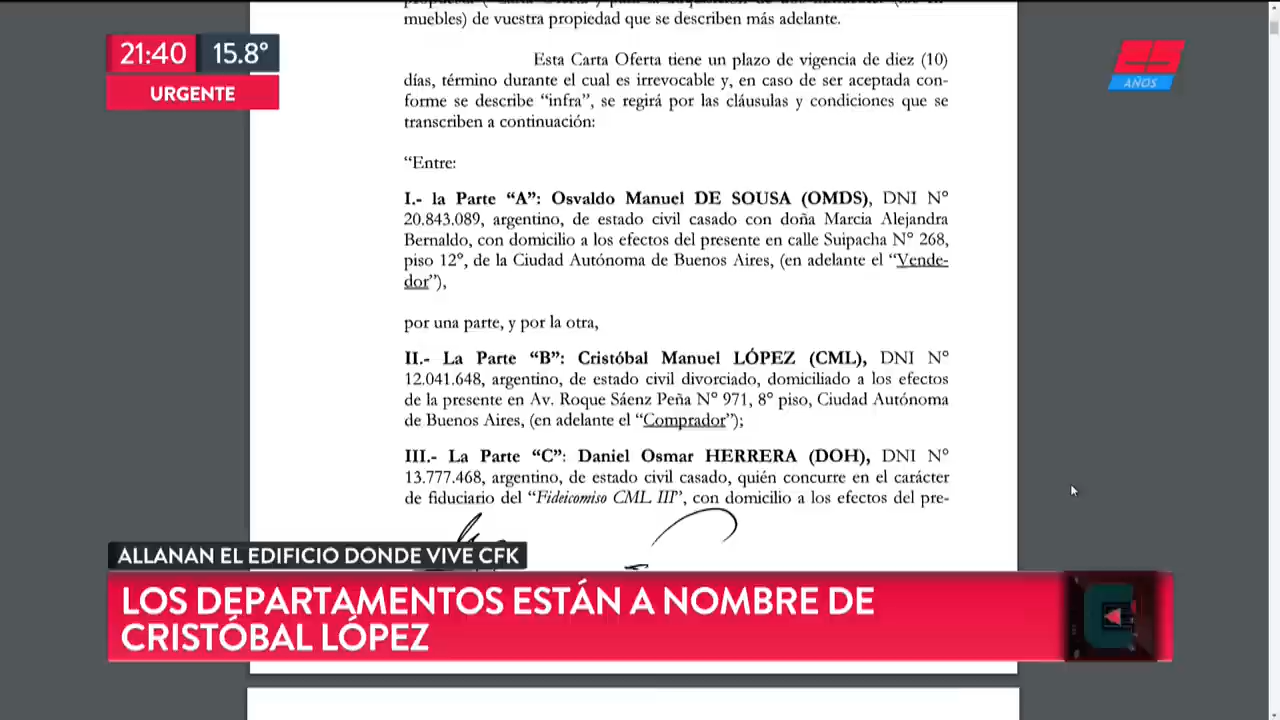 muebles) de vuestra propiedad que se describen más adelante.
21:40 15.8°
URGENTE
25
AÑOS
Esta Carta Oferta tiene un plazo de vigencia de diez (10)
días, término durante el cual es irrevocable y, en caso de ser aceptada con-
forme se describe “infra”, se regirá por las cláusulas y condiciones que se
transcriben a continuación:
“Entre:
I.- la Parte “A”: Osvaldo Manuel DE SOUSA (OMDS), DNI N°
20.843.089, argentino, de estado civil casado con doña Marcia Alejandra
Bernaldo, con domicilio a los efectos del presente en calle Suipacha N° 268,
piso 12°, de la Ciudad Autónoma de Buenos Aires, (en adelante el “Vende-
dor”),
por una parte, y por la otra,
II.- La Parte “B”: Cristóbal Manuel LÓPEZ (CML), DNI N°
12.041.648, argentino, de estado civil divorciado, domiciliado a los efectos
de la presente en Av. Roque Sáenz Peña N° 971, 8° piso, Ciudad Autónoma
de Buenos Aires, (en adelante el “Comprador”);
III.- La Parte “C”: Daniel Osmar HERRERA (DOH), DNI N°
13.777.468, argentino, de estado civil casado, quién concurre en el carácter
de fiduciario del “Fideicomiso CML III”, con domicilio a los efectos del pre-
ALLANAN EL EDIFICIO DONDE VIVE CFK
LOS DEPARTAMENTOS ESTÁN A NOMBRE DE
CRISTÓBAL LÓPEZ